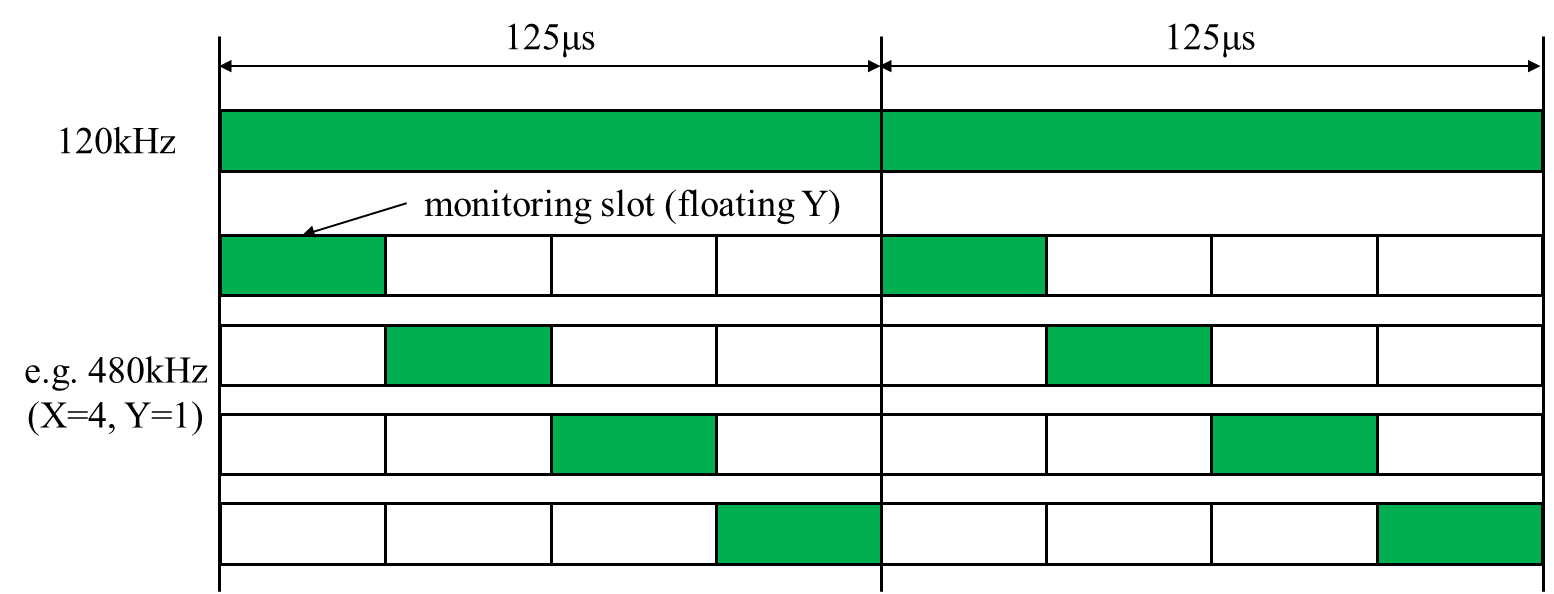 125μs
125μs
120kHz
monitoring slot (floating Y)
e.g. 480kHz
(X=4, Y=1)